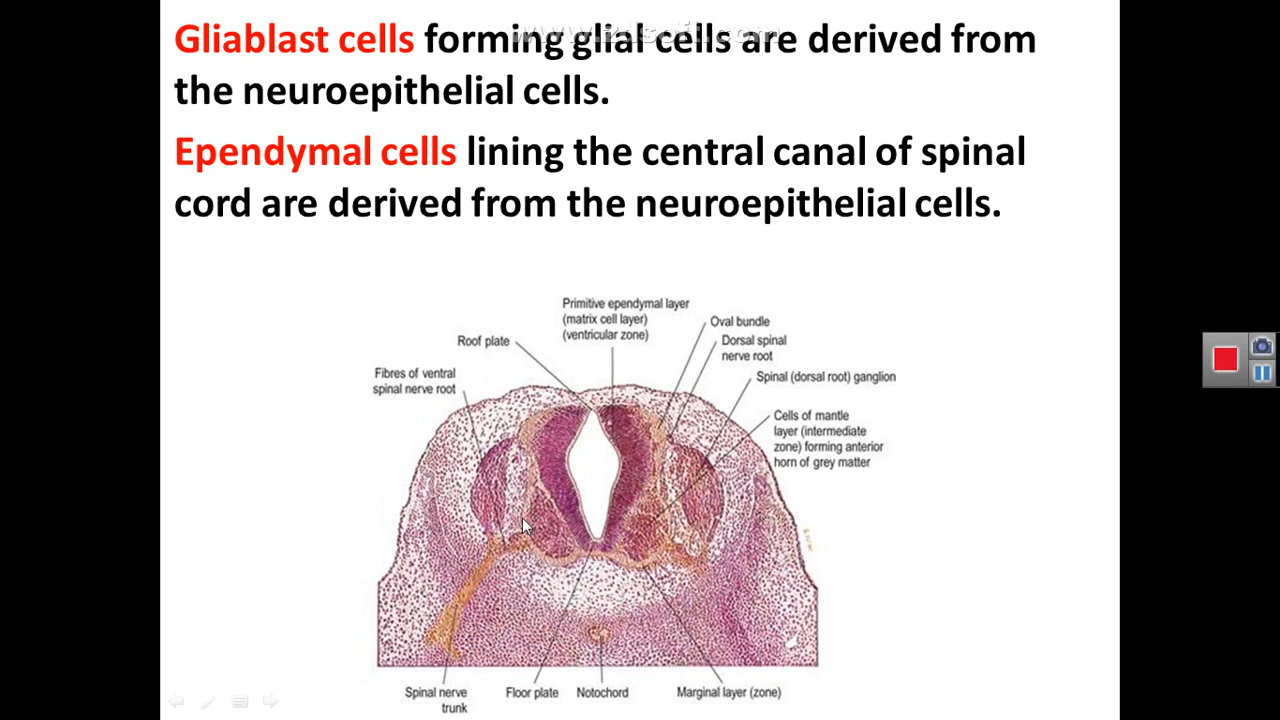 www.zdsoft.com
Gliablast cells forming glial cells are derived from
the neuroepithelial cells.
Ependymal cells lining the central canal of spinal
cord are derived from the neuroepithelial cells.
Primitive ependymal layer
(matrix cell layer)
(ventricular zone)
Oval bundle
Roof plate
Dorsal spinal
nerve root
Fibres of ventral
spinal nerve root
Spinal (dorsal root) ganglion
Cells of mantle
layer (intermediate
zone) forming anterior
horn of grey matter
Spinal nerve
trunk
Floor plate
Notochord
Marginal layer (zone)